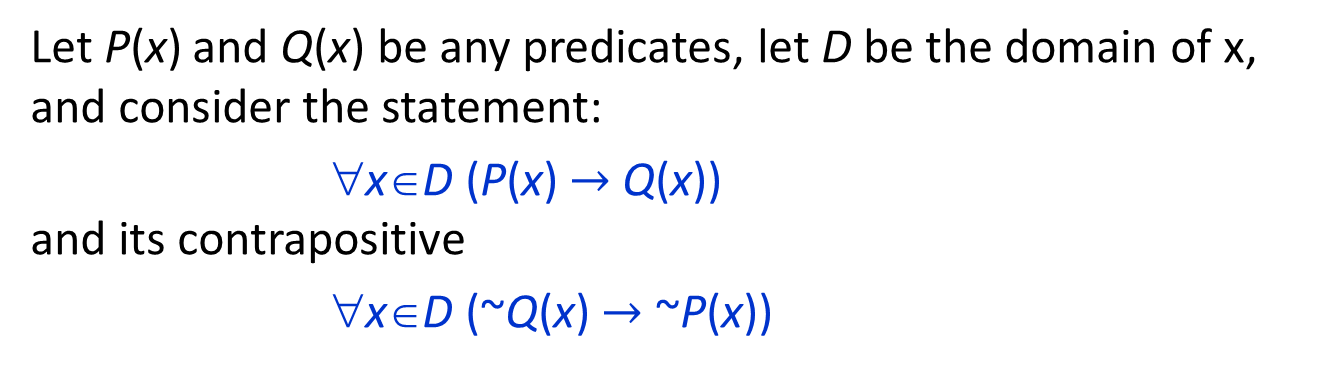 Let P(x) and Q(x) be any predicates, let D be the domain of x,
and consider the statement:
∀x∈D (P(x) → Q(x))
and its contrapositive
∀x∈D (~Q(x) → ~P(x))